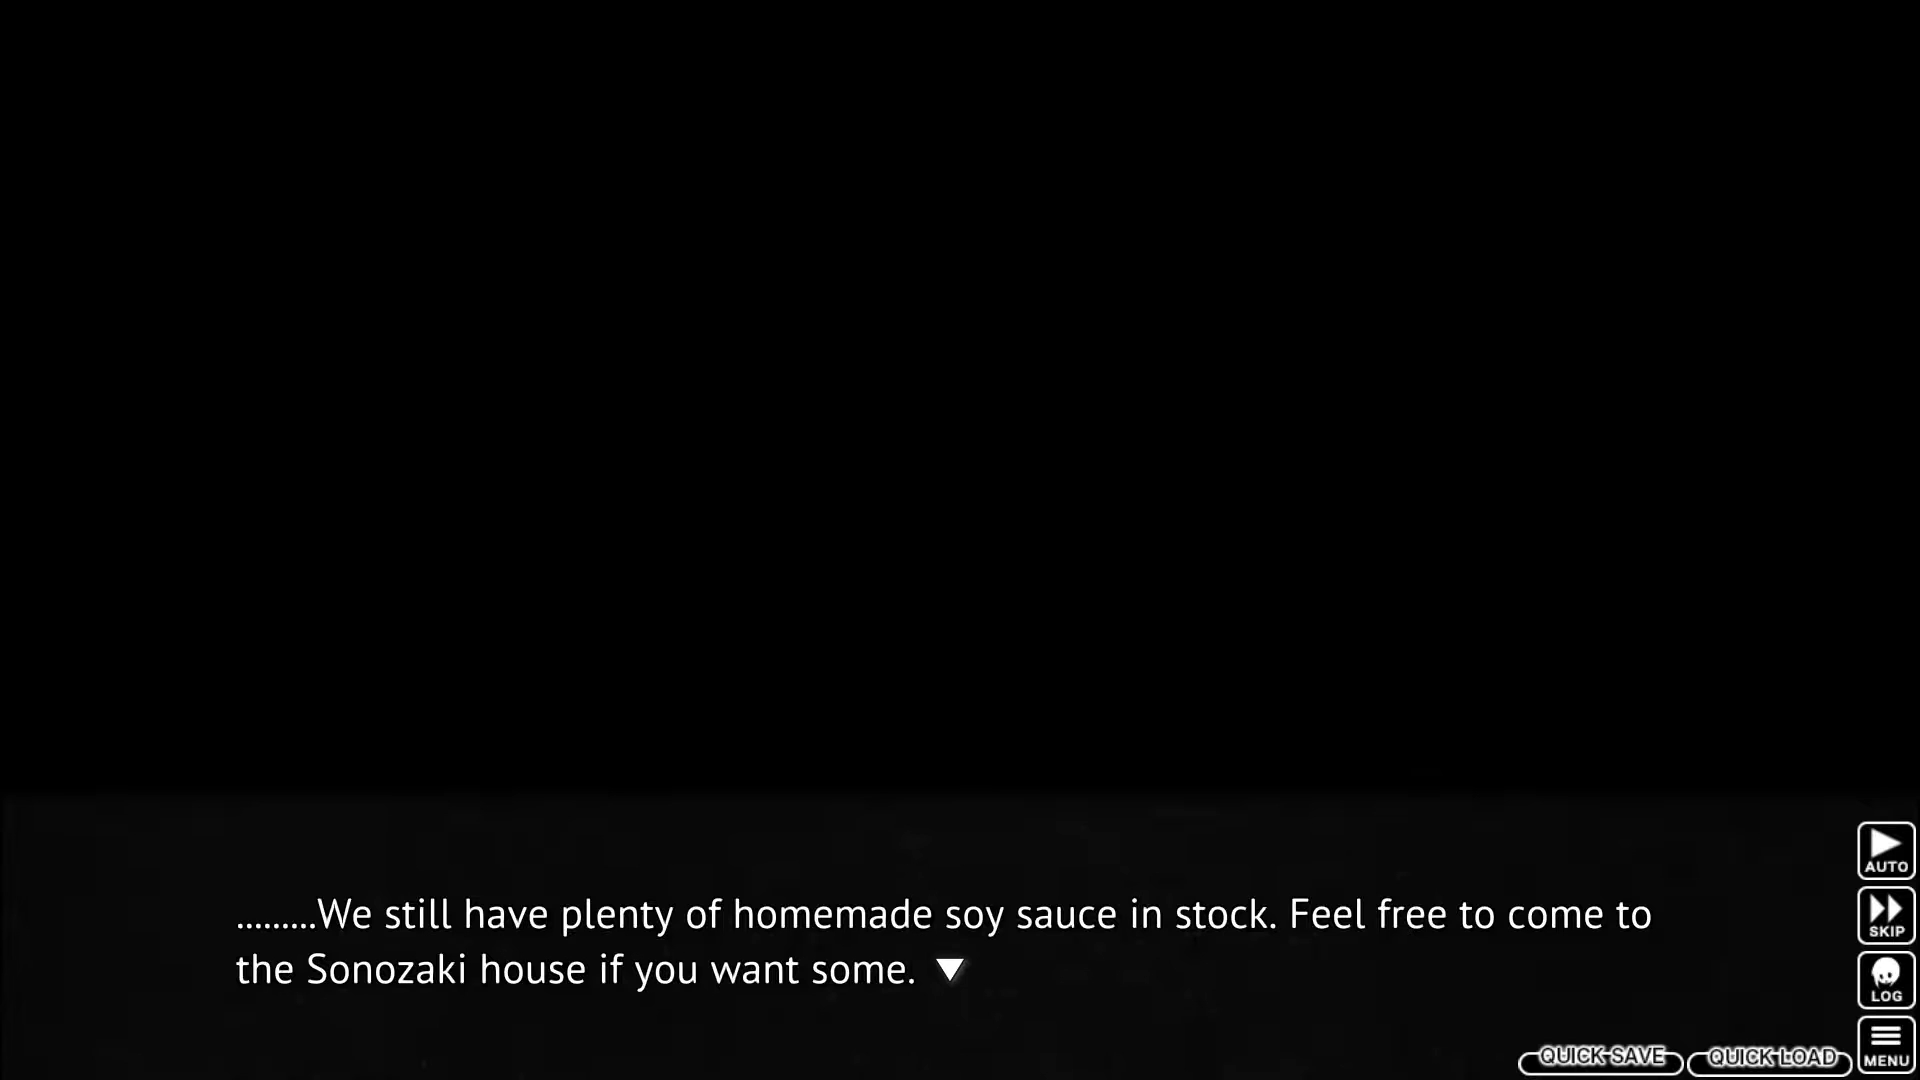 .........We still have plenty of homemade soy sauce in stock. Feel free to come to
the Sonozaki house if you want some.
AUTO
SKIP
LOG
MENU
QUICK SAVE
QUICK LOAD